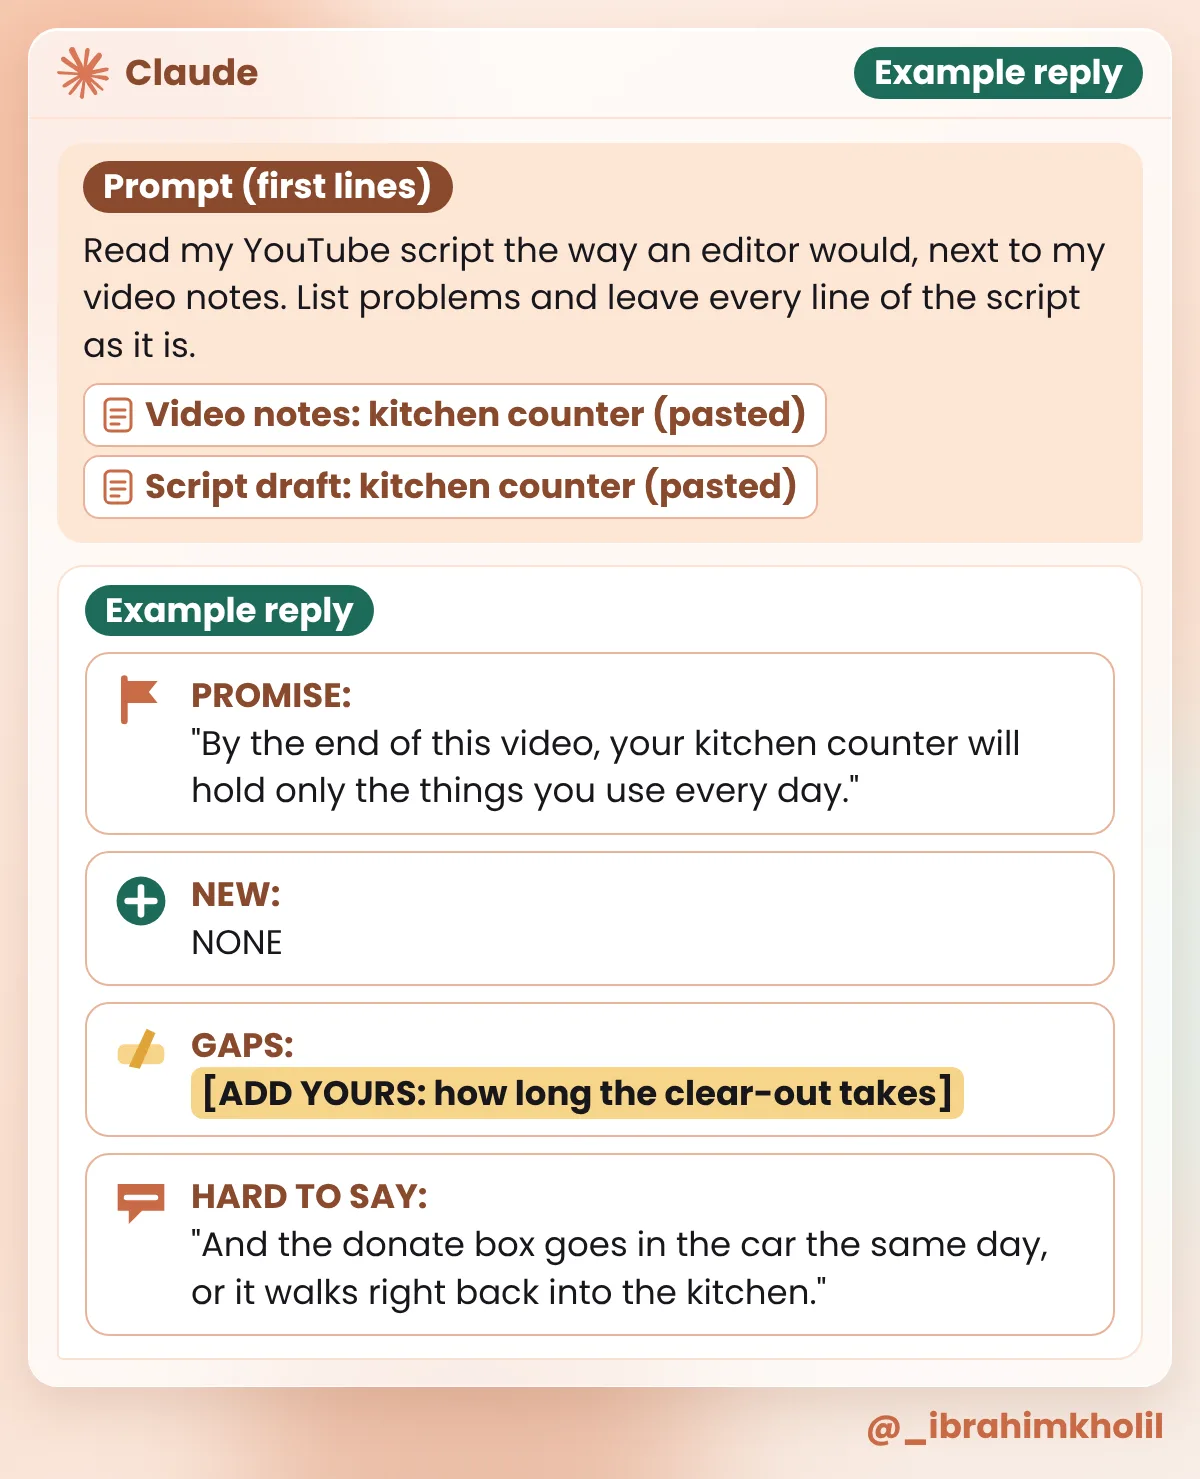 Claude
Example reply
Prompt (first lines)
Read my YouTube script the way an editor would, next to my
video notes. List problems and leave every line of the script
as it is.
Video notes: kitchen counter (pasted)
Script draft: kitchen counter (pasted)
Example reply
PROMISE:
"By the end of this video, your kitchen counter will
hold only the things you use every day."
NEW:
NONE
GAPS:
[ADD YOURS: how long the clear-out takes]
HARD TO SAY:
"And the donate box goes in the car the same day,
or it walks right back into the kitchen."
@_ibrahimkholil